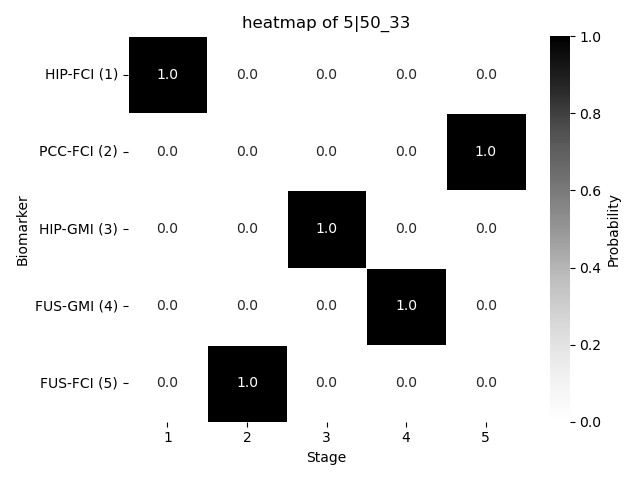 heatmap of 5|50_33
HIP-FCI (1) 1.0 0.0 0.0 0.0 0.0
PCC-FCI (2) 0.0 0.0 0.0 0.0 1.0
HIP-GMI (3) 0.0 0.0 1.0 0.0 0.0
FUS-GMI (4) 0.0 0.0 0.0 1.0 0.0
FUS-FCI (5) 0.0 1.0 0.0 0.0 0.0
1 2 3 4 5
Stage
Biomarker
1.0
0.8
0.6
0.4
0.2
0.0
Probability